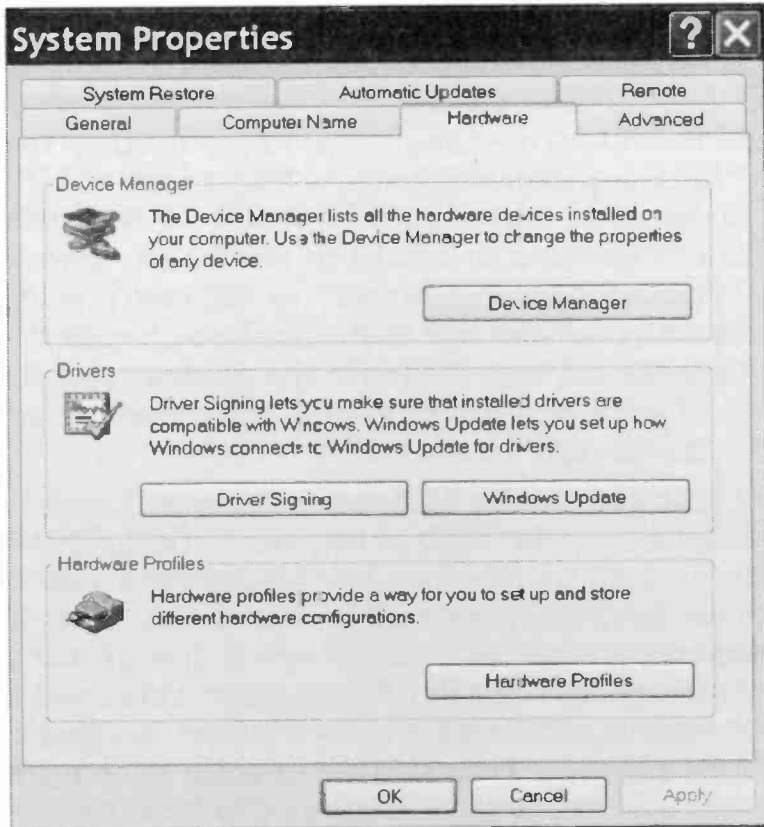 System Properties
System Restore Automatic Updates Remote
General Computer Name Hardware Advanced
Device Manager
The Device Manager lists all the hardware devices installed on
your computer. Use the Device Manager to change the properties
of any device.
Device Manager
Drivers
Driver Signing lets you make sure that installed drivers are
compatible with Windows. Windows Update lets you set up how
Windows connects to Windows Update for drivers.
Driver Signing Windows Update
Hardware Profiles
Hardware profiles provide a way for you to set up and store
different hardware configurations.
Hardware Profiles
OK Cancel Apply